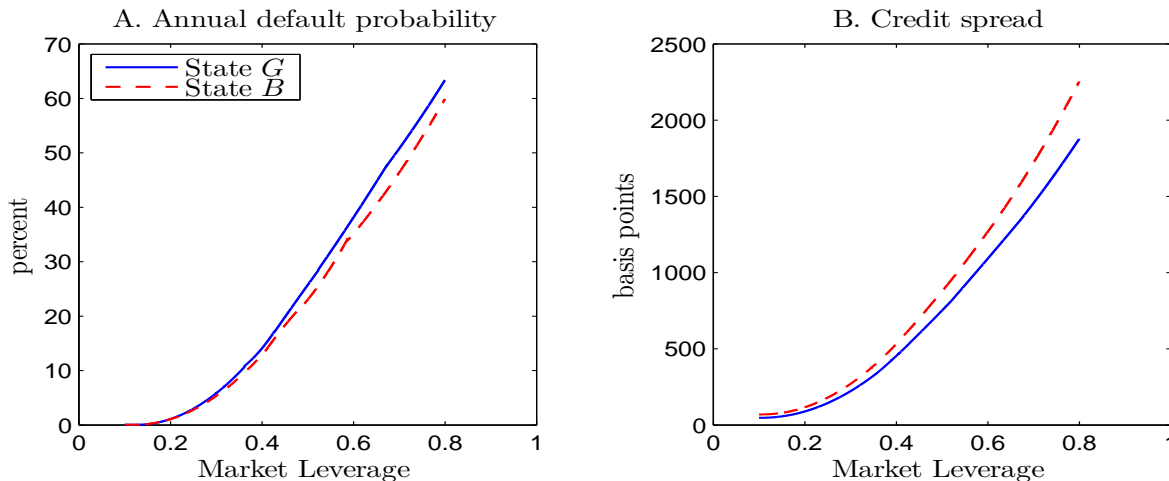 A. Annual default probability
percent
70
60
50
40
30
20
10
0
State G
State B
0 0.2 0.4 0.6 0.8 1
Market Leverage
B. Credit spread
basis points
2500
2000
1500
1000
500
0
0 0.2 0.4 0.6 0.8 1
Market Leverage